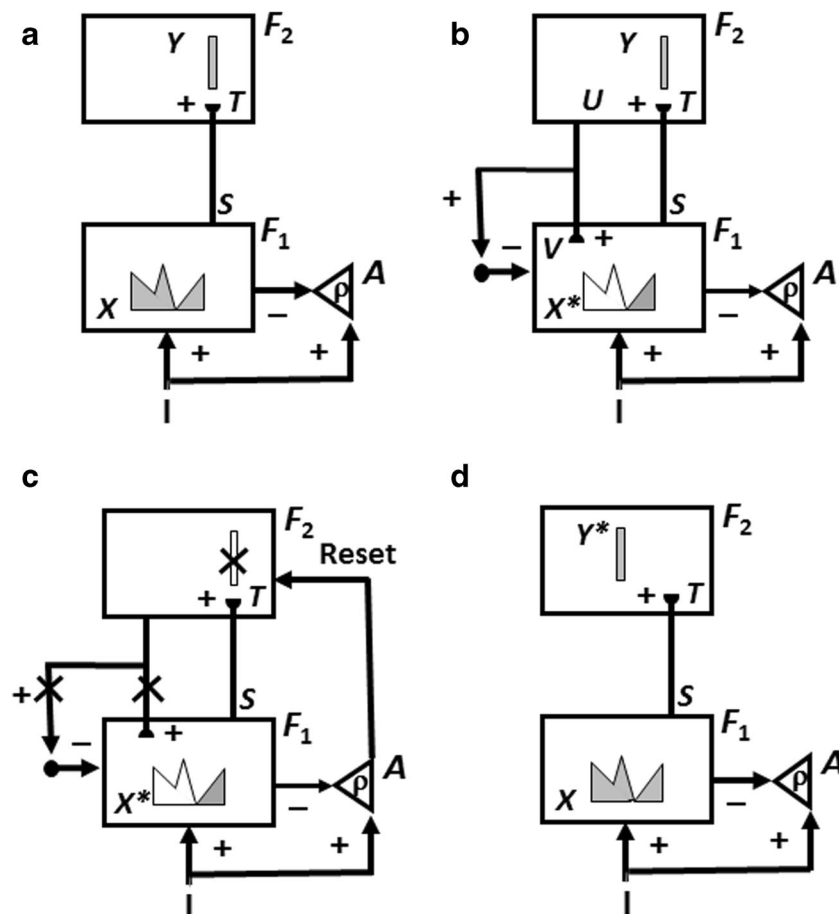 a
Y F2
+ T
S
F1
X
A
ρ
−
+ +
I
b
Y F2
U + T
+
S
− V + F1
X*
A
ρ
−
+ +
I
c
F2
Reset
+ T
+
S
− + F1
X*
A
ρ
−
+ +
I
d
Y* F2
+ T
S
F1
X
A
ρ
−
+ +
I